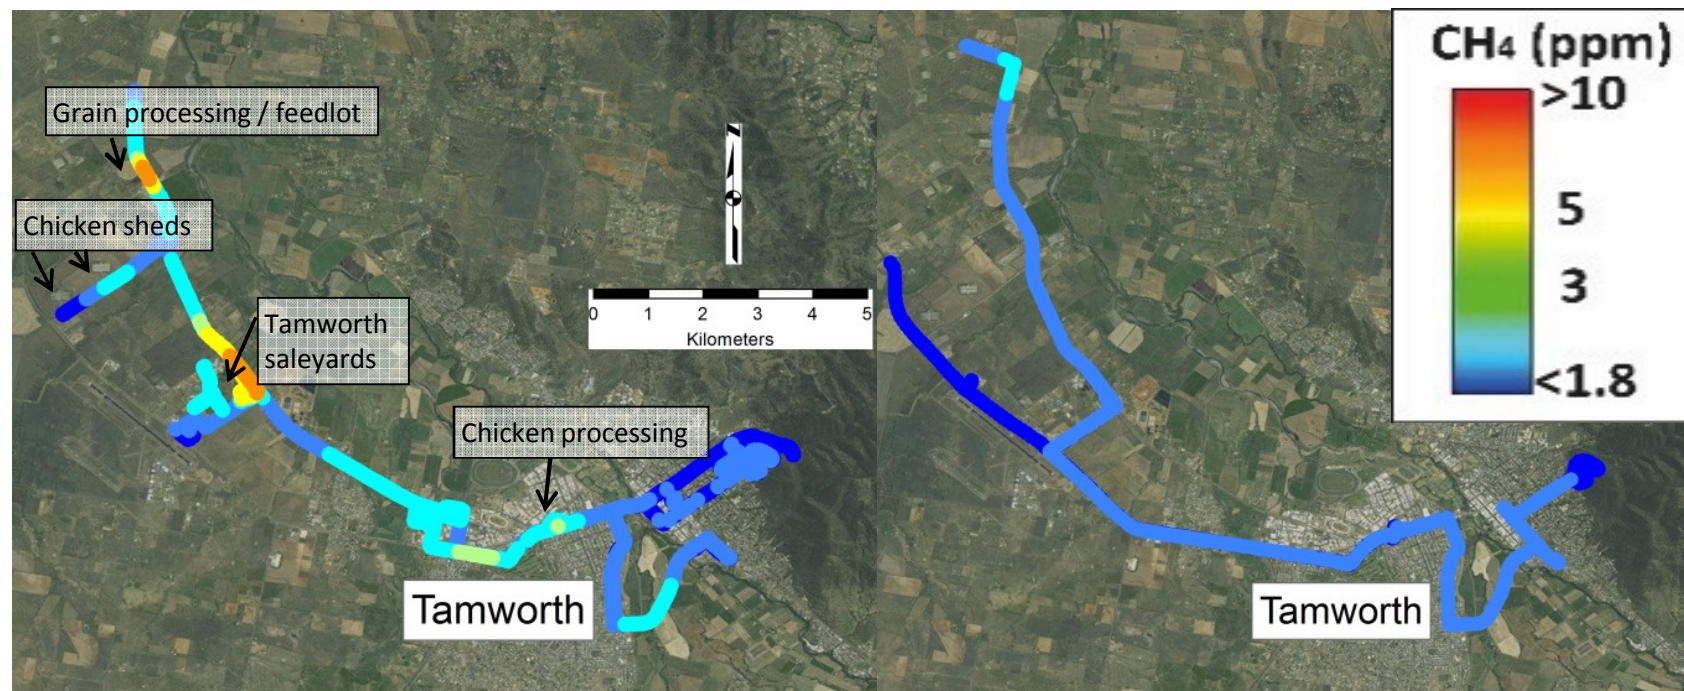 Grain processing / feedlot
Chicken sheds
Tamworth
saleyards
Chicken processing
Tamworth
0 1 2 3 4 5
Kilometers
Tamworth
CH₄ (ppm)
>10
5
3
<1.8